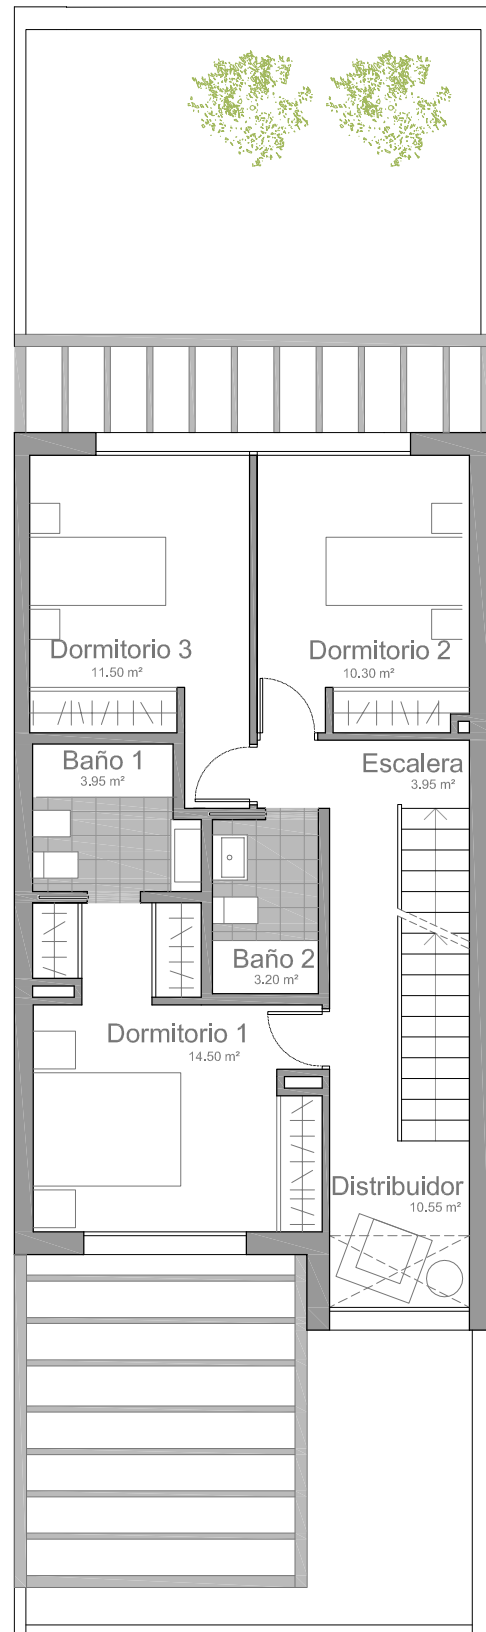 Dormitorio 3
11.50 m²
Dormitorio 2
10.30 m²
Baño 1
3.95 m²
Escalera
3.95 m²
Baño 2
3.20 m²
Dormitorio 1
14.50 m²
Distribuidor
10.55 m²